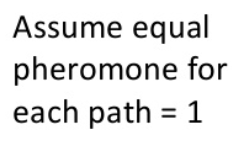 Assume equal
pheromone for
each path = 1